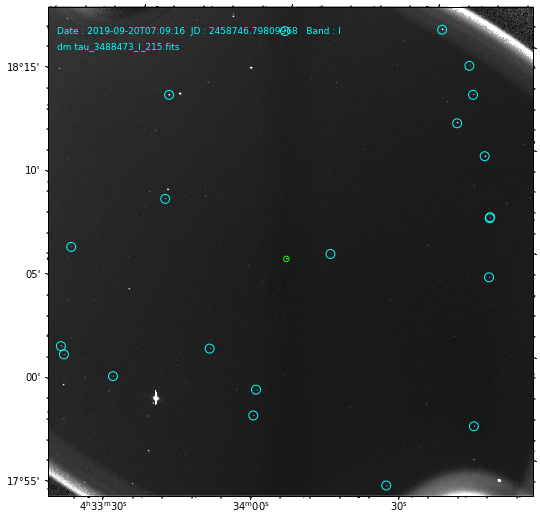 Date : 2019-09-20T07:09:16 JD : 2458746.79809968 Band : I
dm tau_3488473_I_215.fits
18°15'
10'
05'
00'
17°55'
4ʰ33ᵐ30ˢ 34ᵐ00ˢ 30ˢ